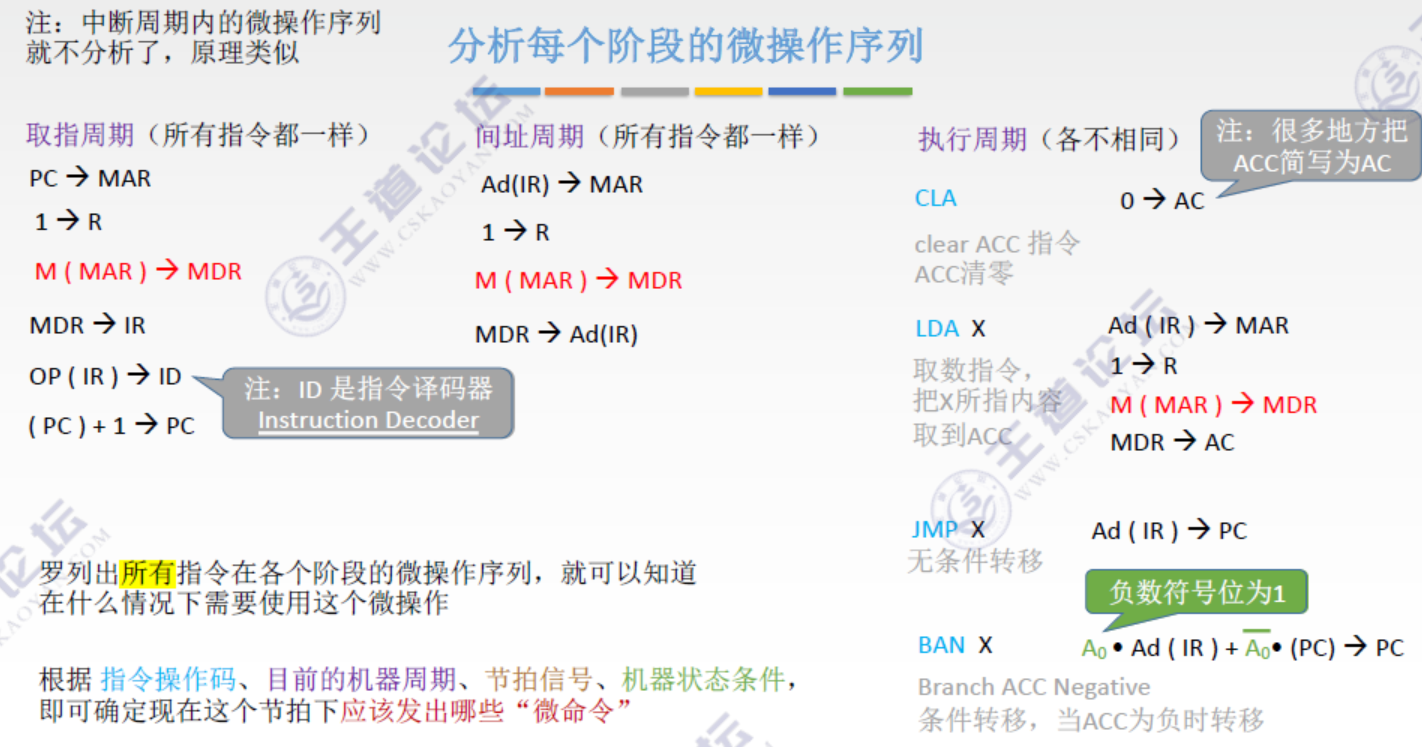 注：中断周期内的微操作序列
就不分析了，原理类似
分析每个阶段的微操作序列
取指周期（所有指令都一样）
PC → MAR
1 → R
M ( MAR ) → MDR
MDR → IR
OP ( IR ) → ID
注：ID 是指令译码器
Instruction Decoder
( PC ) + 1 → PC
间址周期（所有指令都一样）
Ad(IR) → MAR
1 → R
M ( MAR ) → MDR
MDR → Ad(IR)
执行周期（各不相同）
注：很多地方把
ACC简写为AC
CLA 0 → AC
clear ACC 指令
ACC清零
LDA X
取数指令，
把X所指内容
取到ACC
Ad ( IR ) → MAR
1 → R
M ( MAR ) → MDR
MDR → AC
JMP X Ad ( IR ) → PC
无条件转移
负数符号位为1
BAN X A₀ • Ad ( IR ) + A̅₀• (PC) → PC
Branch ACC Negative
条件转移，当ACC为负时转移
罗列出所有指令在各个阶段的微操作序列，就可以知道
在什么情况下需要使用这个微操作
根据 指令操作码、目前的机器周期、节拍信号、机器状态条件，
即可确定现在这个节拍下应该发出哪些“微命令”
王道论坛
WWW.CSKAOYAN.COM